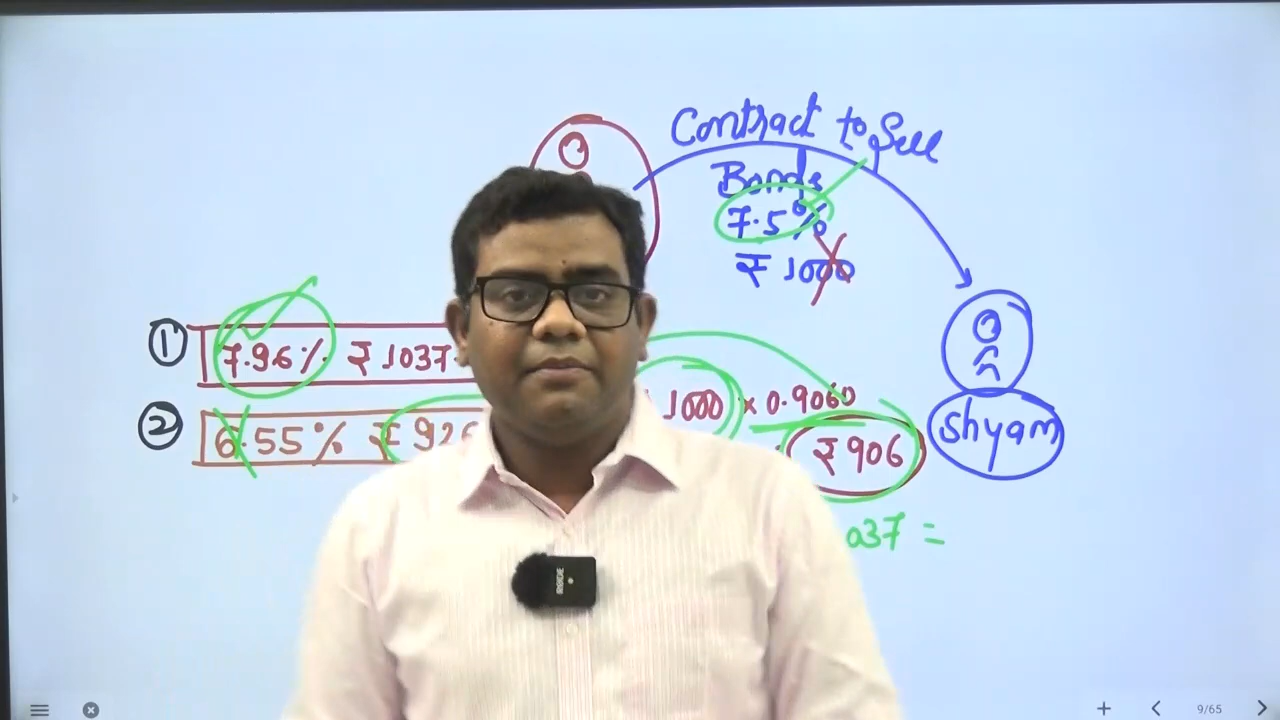 Contract to Sell
Bonds
7.5%
₹ 1000
① 7.96% ₹ 1037.
1000 × 0.9060
② 6.55% ₹ 926
₹ 906
Shyam
037 =
RODE
9/65